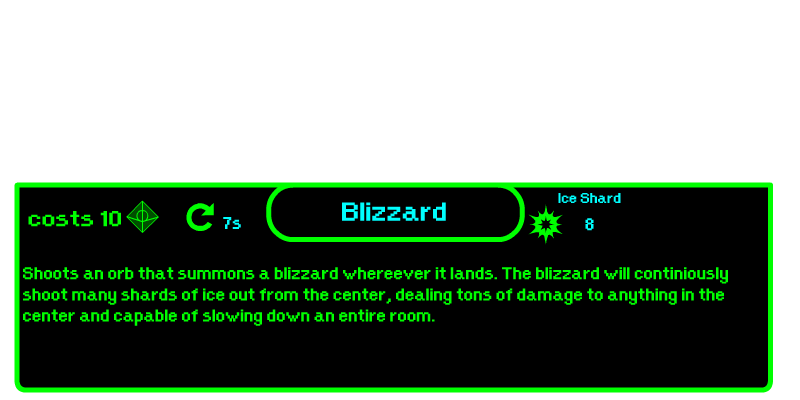 costs 10
7s
Blizzard
Ice Shard
8
Shoots an orb that summons a blizzard whereever it lands. The blizzard will continiously
shoot many shards of ice out from the center, dealing tons of damage to anything in the
center and capable of slowing down an entire room.